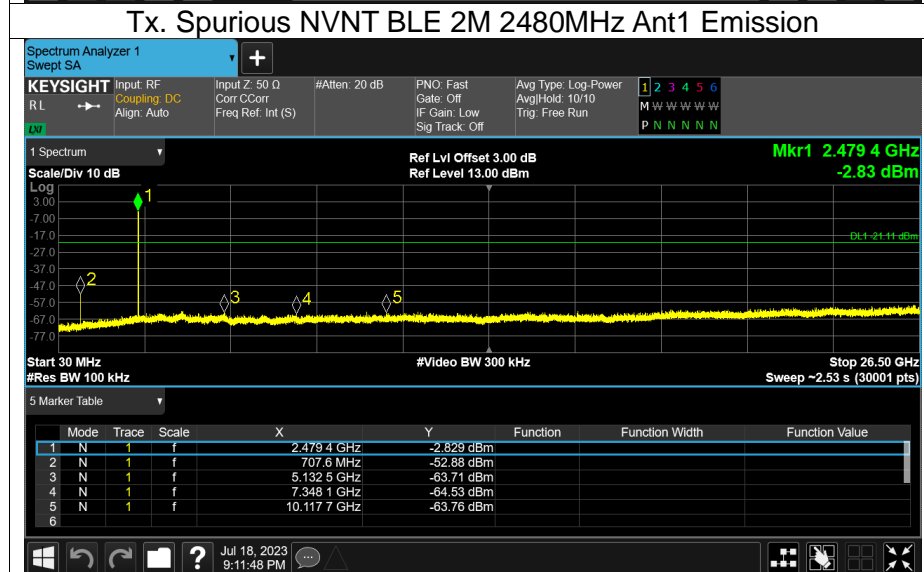 Tx. Spurious NVNT BLE 2M 2480MHz Ant1 Emission
Spectrum Analyzer 1
Swept SA
+
KEYSIGHT
RL
LXI
Input: RF
Coupling: DC
Align: Auto
Input Z: 50 Ω
Corr CCorr
Freq Ref: Int (S)
#Atten: 20 dB
PNO: Fast
Gate: Off
IF Gain: Low
Sig Track: Off
Avg Type: Log-Power
Avg|Hold: 10/10
Trig: Free Run
1 2 3 4 5 6
M W W W W W
P N N N N N
1 Spectrum
Scale/Div 10 dB
Ref Lvl Offset 3.00 dB
Ref Level 13.00 dBm
Mkr1 2.479 4 GHz
-2.83 dBm
Log
3.00
-7.00
-17.0
-27.0
-37.0
-47.0
-57.0
-67.0
-77.0
1
2
3
4
5
DL1 -21.11 dBm
Start 30 MHz
#Res BW 100 kHz
#Video BW 300 kHz
Stop 26.50 GHz
Sweep ~2.53 s (30001 pts)
5 Marker Table
Mode Trace Scale X Y Function Function Width Function Value
1 N 1 f 2.479 4 GHz -2.829 dBm
2 N 1 f 707.6 MHz -52.88 dBm
3 N 1 f 5.132 5 GHz -63.71 dBm
4 N 1 f 7.348 1 GHz -64.53 dBm
5 N 1 f 10.117 7 GHz -63.76 dBm
6
?
Jul 18, 2023
9:11:48 PM